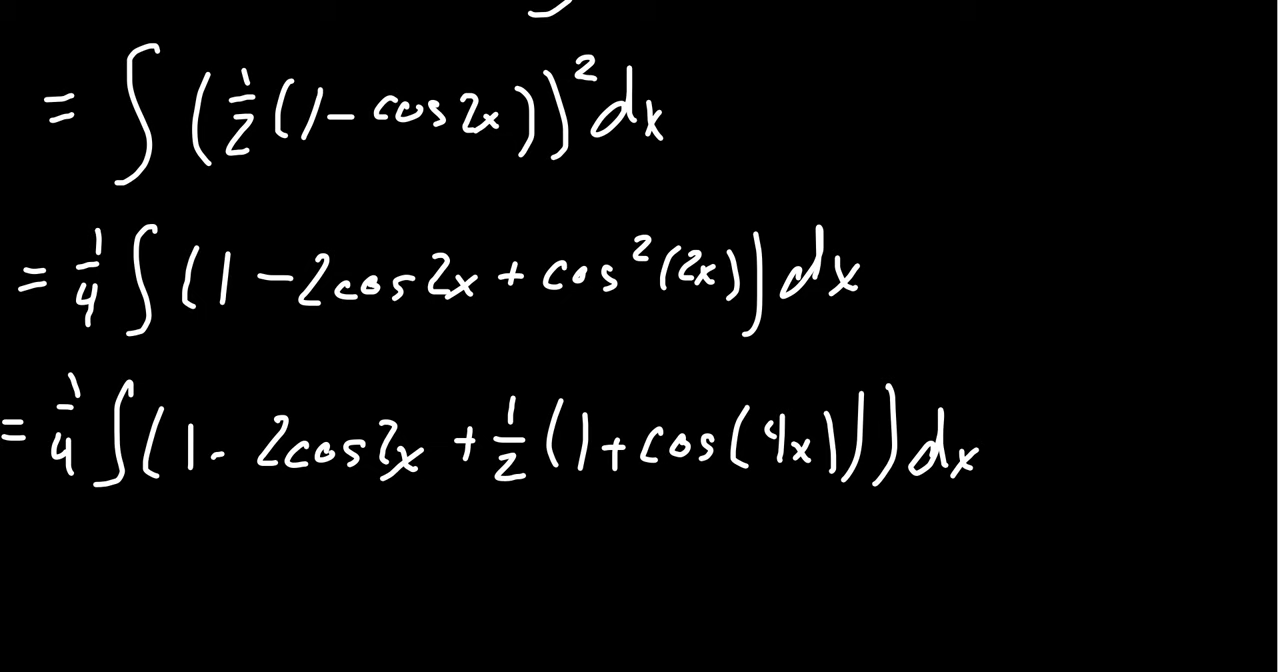 = ∫ (1/2 (1 - cos 2x))² dx
= 1/4 ∫ (1 - 2cos 2x + cos²(2x)) dx
= 1/4 ∫ (1 - 2cos 2x + 1/2 (1 + cos(4x))) dx